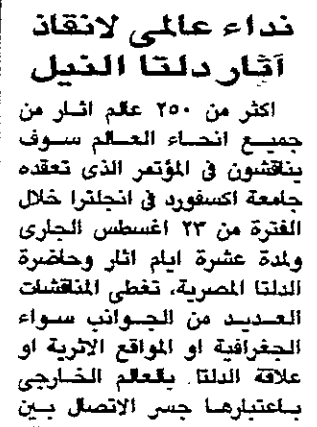 نداء عالمى لانقاذ
آثار دلتا النيل
اكثر من ٢٥٠ عالم اثار من
جميع انحاء العالم سوف
يناقشون فى المؤتمر الذى تعقده
جامعة اكسفورد فى انجلترا خلال
الفترة من ٢٣ اغسطس الجارى
ولمدة عشرة ايام اثار وحاضرة
الدلتا المصرية، تغطى المناقشات
العديد من الجوانب سواء
الجغرافية او المواقع الاثرية او
علاقة الدلتا. بالعالم الخارجى
باعتبارها جسر الاتصال بين